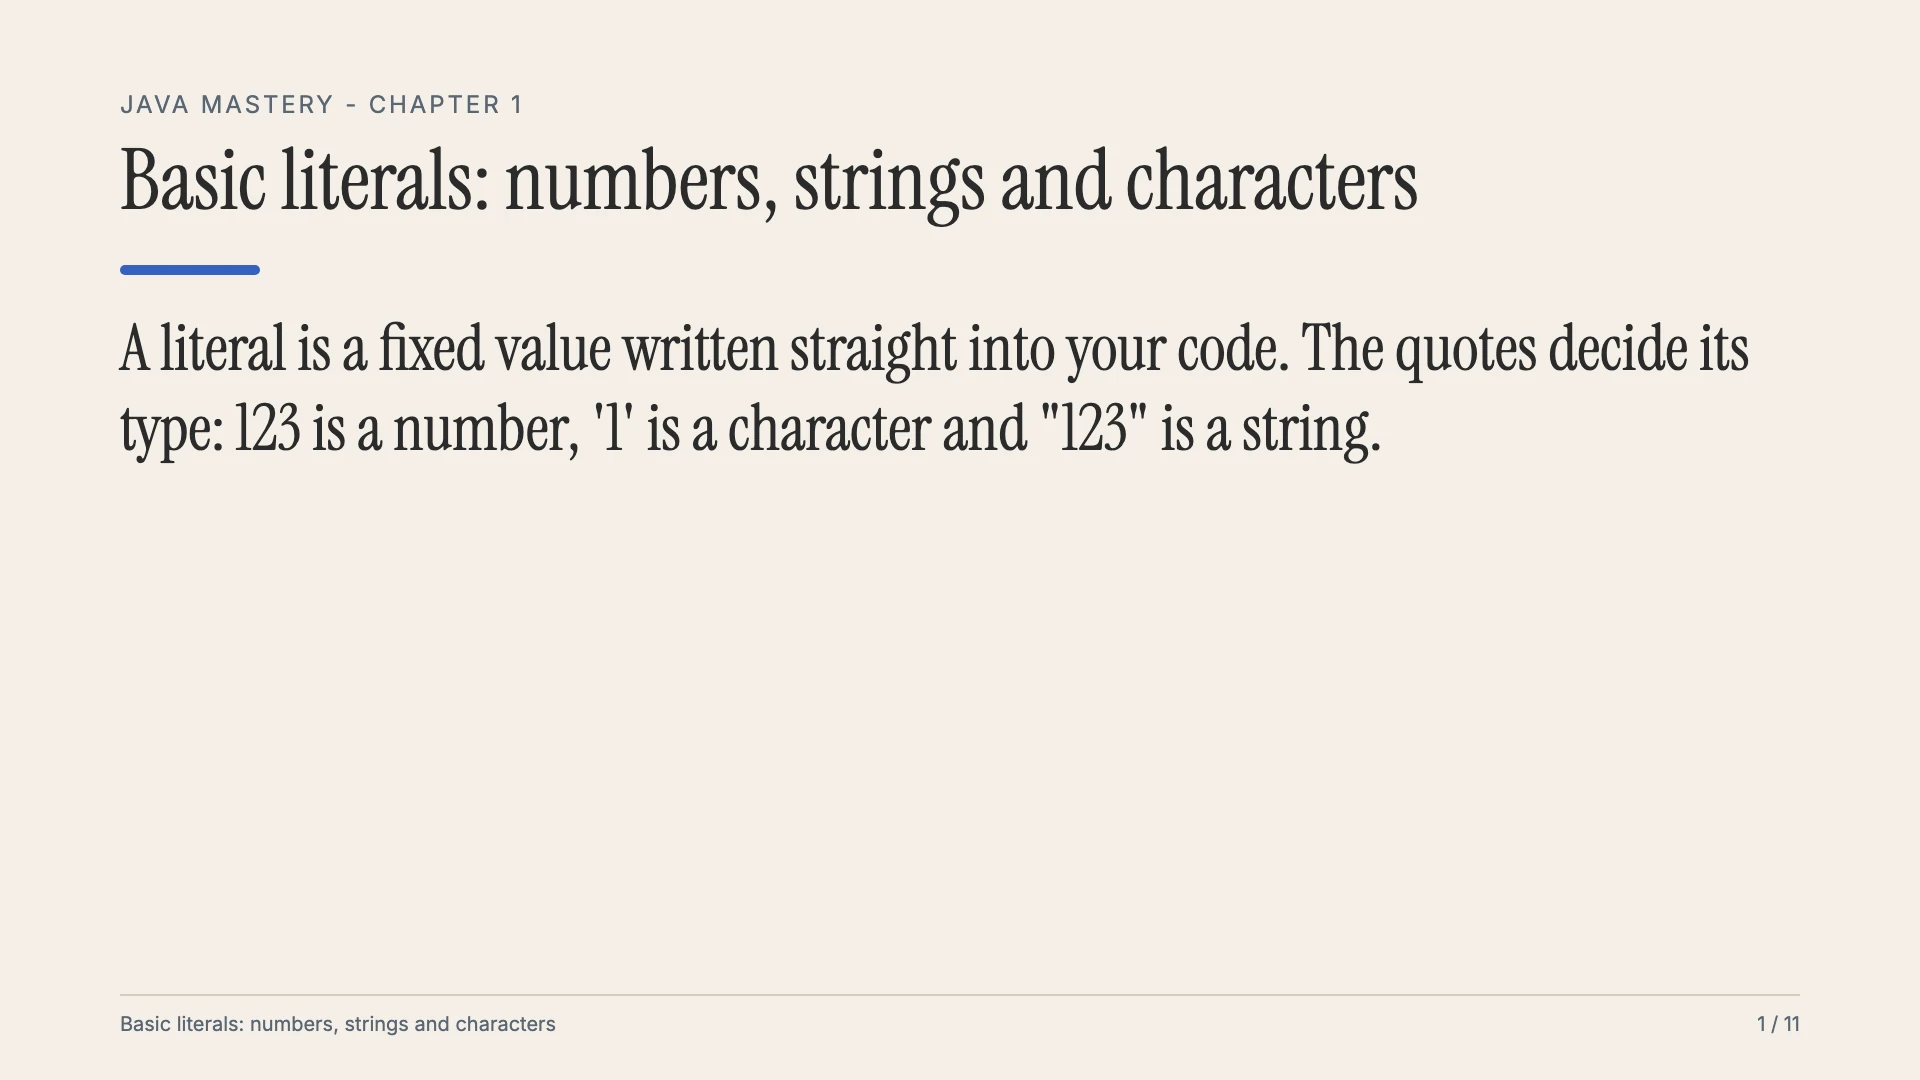 JAVA MASTERY - CHAPTER 1
Basic literals: numbers, strings and characters
A literal is a fixed value written straight into your code. The quotes decide its
type: 123 is a number, '1' is a character and "123" is a string.
Basic literals: numbers, strings and characters
1 / 11